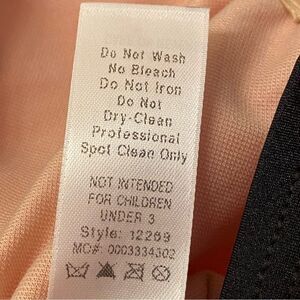 Do Not Wash
No Bleach
Do Not Iron
Do Not
Dry-Clean
Professional
Spot Clean Only
NOT INTENDED
FOR CHILDREN
UNDER 3
Style: 12269
MC#: 0003334302